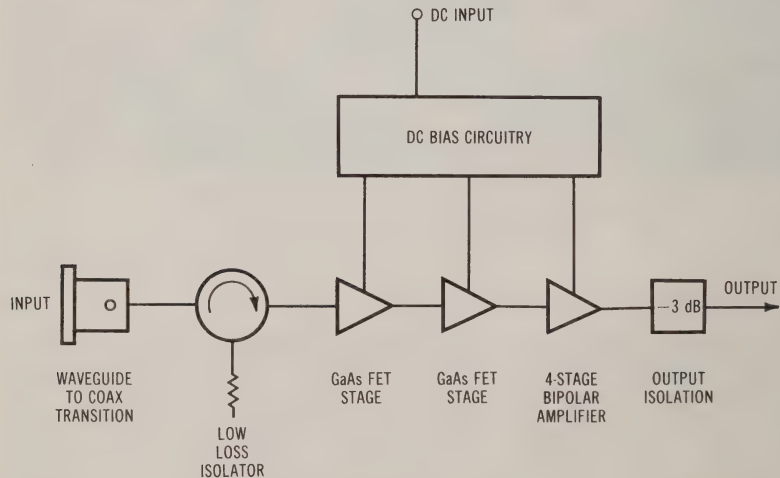 DC INPUT
DC BIAS CIRCUITRY
INPUT
-3 dB
OUTPUT
WAVEGUIDE
TO COAX
TRANSITION
LOW
LOSS
ISOLATOR
GaAs FET
STAGE
GaAs FET
STAGE
4-STAGE
BIPOLAR
AMPLIFIER
OUTPUT
ISOLATION